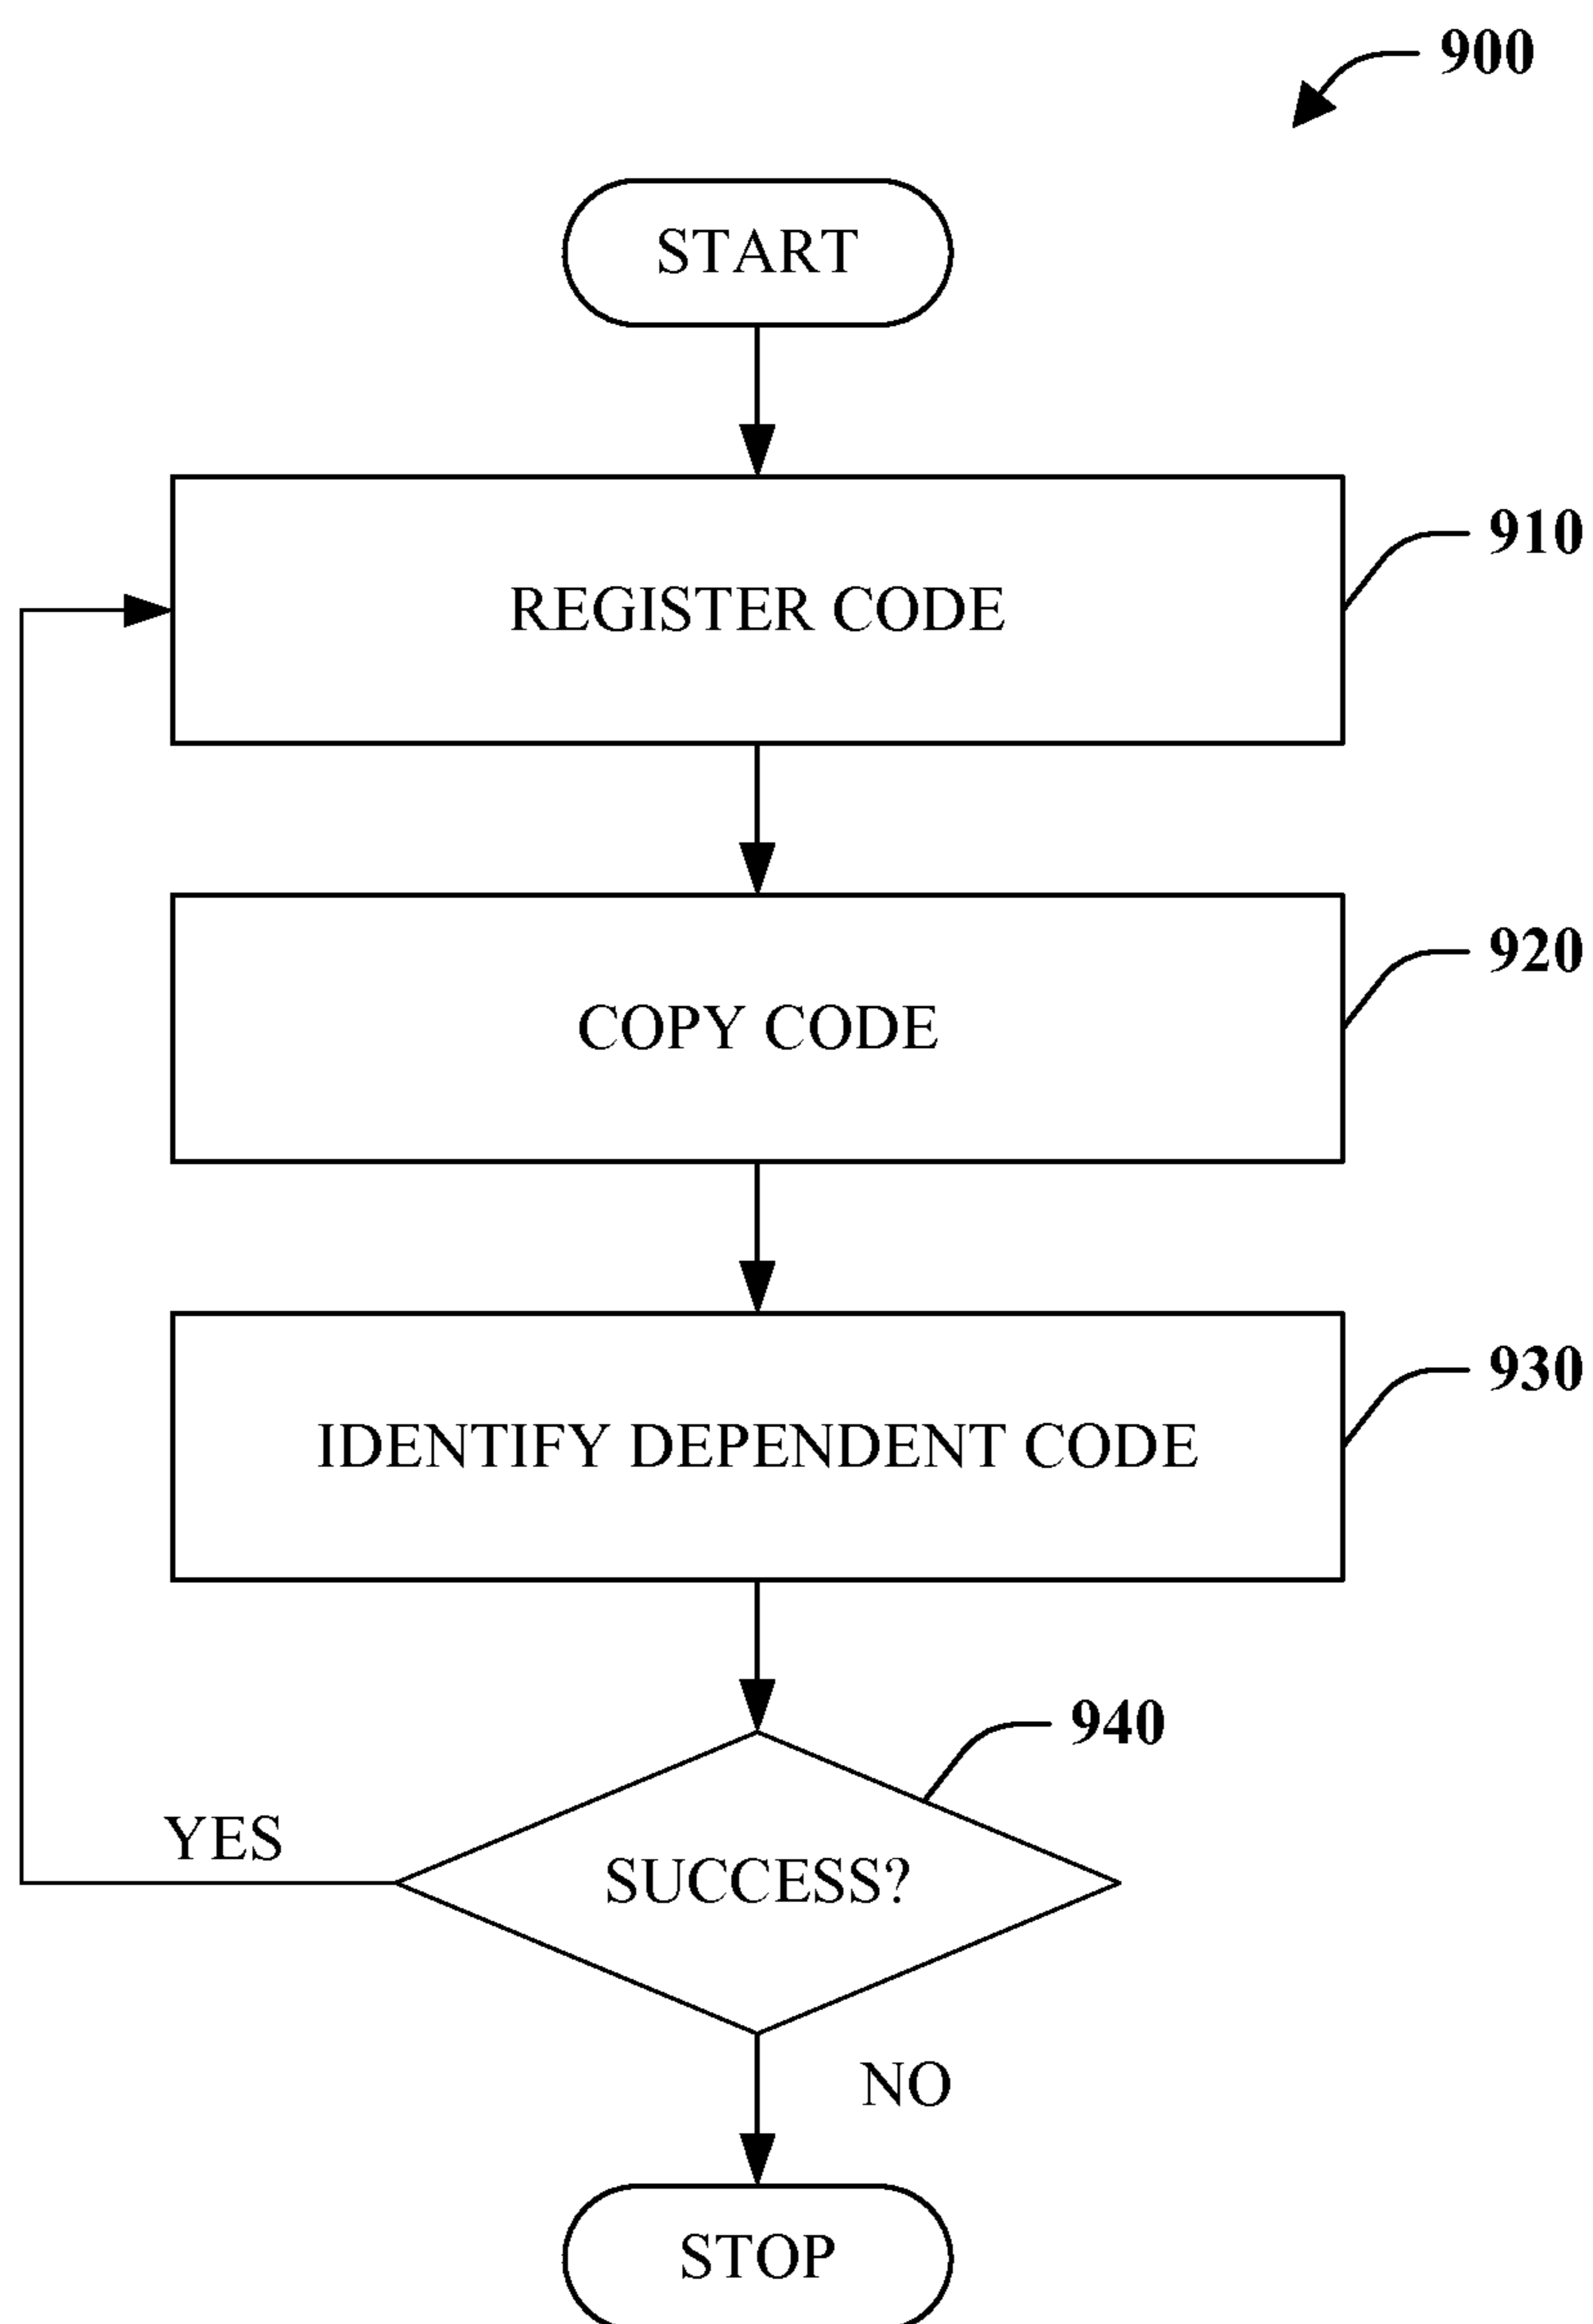 900
START
REGISTER CODE
910
COPY CODE
920
IDENTIFY DEPENDENT CODE
930
940
SUCCESS?
YES
NO
STOP